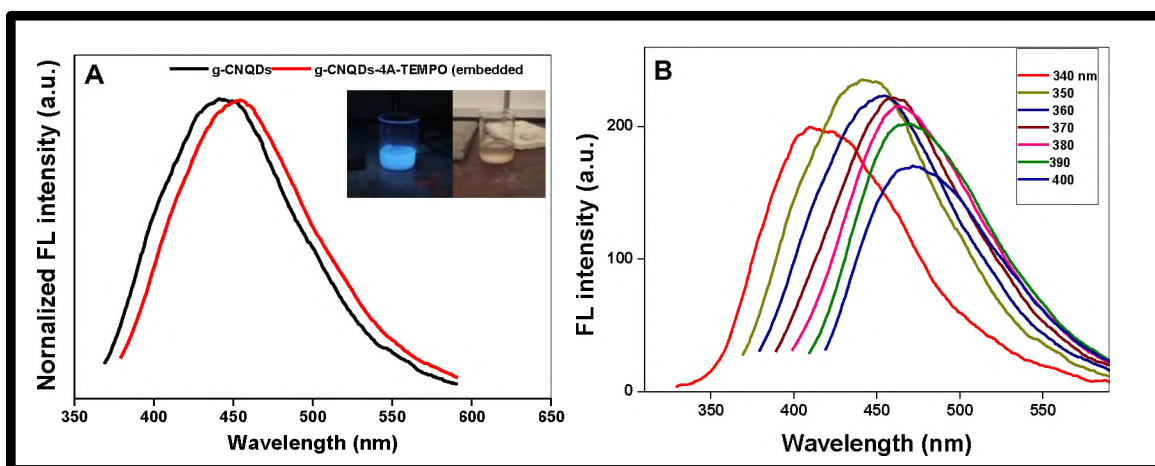 A
g-CNQDs
g-CNQDs-4A-TEMPO (embedded
Normalized FL intensity (a.u.)
350 400 450 500 550 600 650
Wavelength (nm)
B
340 nm
350
360
370
380
390
400
FL intensity (a.u.)
200
100
0
350 400 450 500 550
Wavelength (nm)